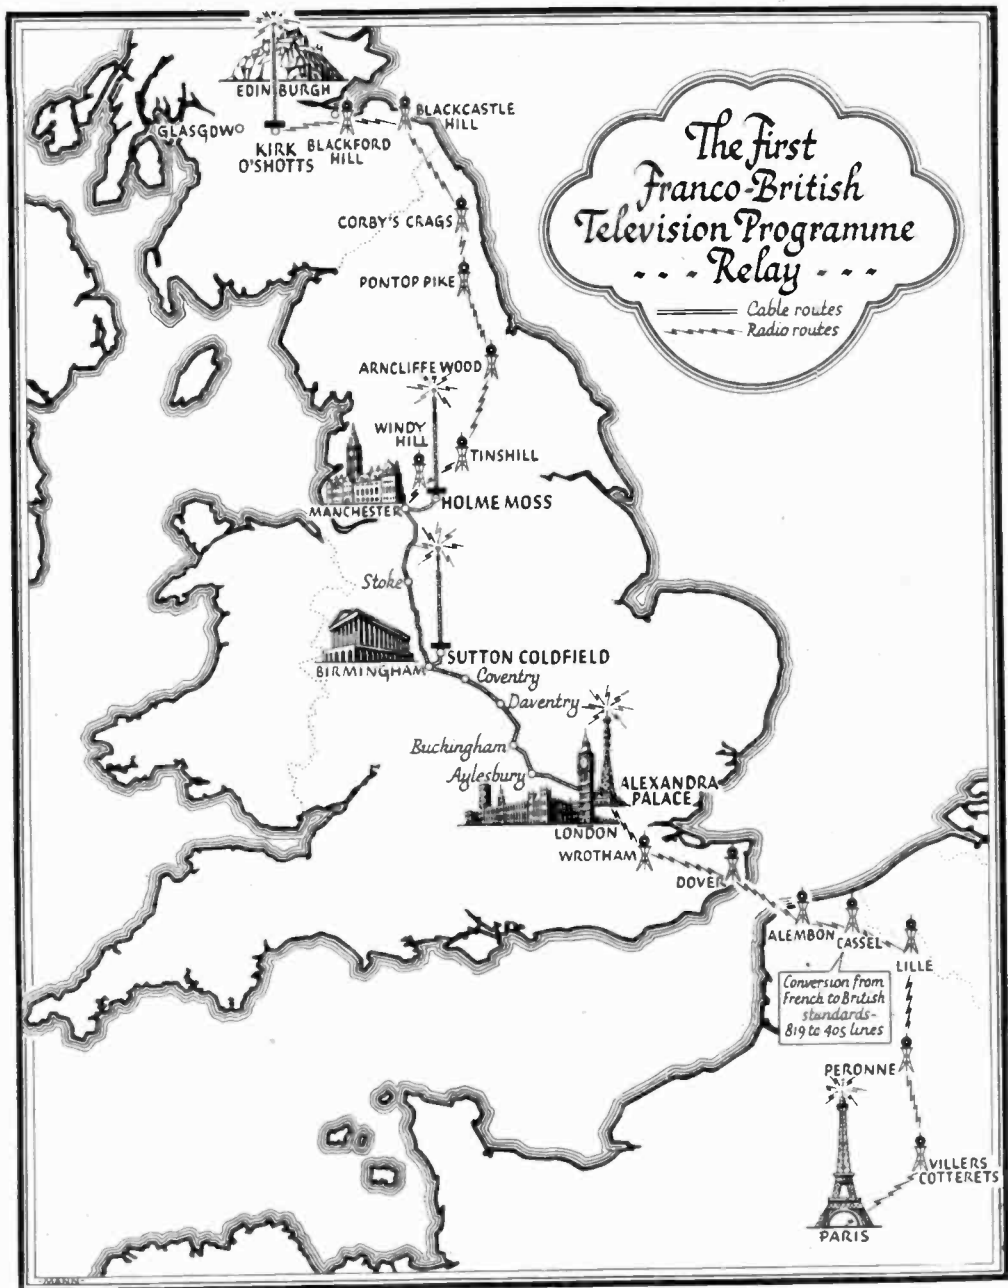 The First
Franco-British
Television Programme
Relay
Cable routes
Radio routes
EDINBURGH
GLASGOW
KIRK
O'SHOTTS
BLACKFORD
HILL
BLACKCASTLE
HILL
CORBY'S CRAGS
PONTOP PIKE
ARNCLIFFE WOOD
WINDY
HILL
TINSHILL
MANCHESTER
HOLME MOSS
Stoke
SUTTON COLDFIELD
BIRMINGHAM
Coventry
Daventry
Buckingham
Aylesbury
ALEXANDRA
PALACE
LONDON
WROTHAM
DOVER
ALEMBON
CASSEL
LILLE
Conversion from
French to British
standards-
819 to 405 lines
PERONNE
VILLERS
COTTERETS
PARIS
-MANN-